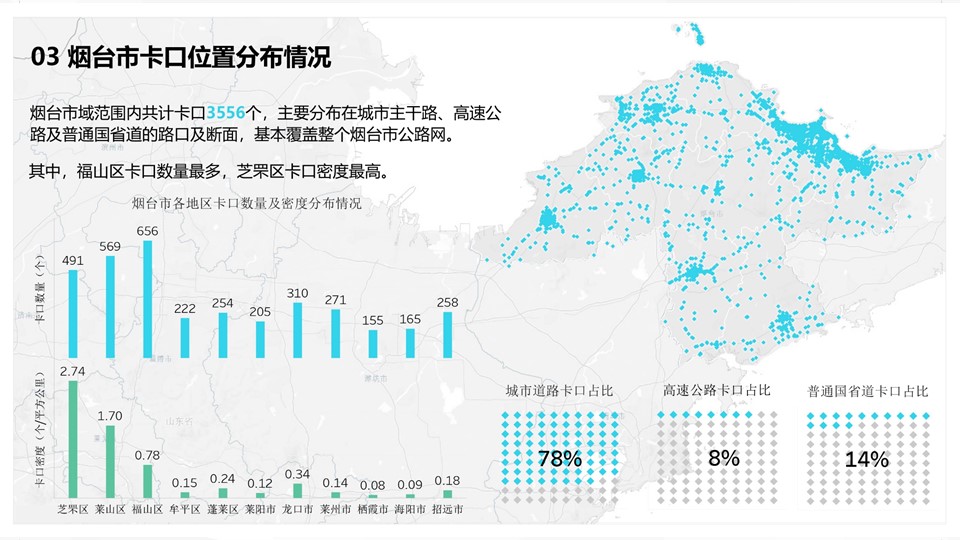 03 烟台市卡口位置分布情况
烟台市域范围内共计卡口3556个，主要分布在城市主干路、高速公
路及普通国省道的路口及断面，基本覆盖整个烟台市公路网。
其中，福山区卡口数量最多，芝罘区卡口密度最高。
烟台市各地区卡口数量及密度分布情况
卡口数量（个）
491 569 656 222 254 205 310 271 155 165 258
卡口密度（个/平方公里）
2.74 1.70 0.78 0.15 0.24 0.12 0.34 0.14 0.08 0.09 0.18
芝罘区 莱山区 福山区 牟平区 蓬莱区 莱阳市 龙口市 莱州市 栖霞市 海阳市 招远市
城市道路卡口占比
78%
高速公路卡口占比
8%
普通国省道卡口占比
14%
山东省
潍坊市
淄博市